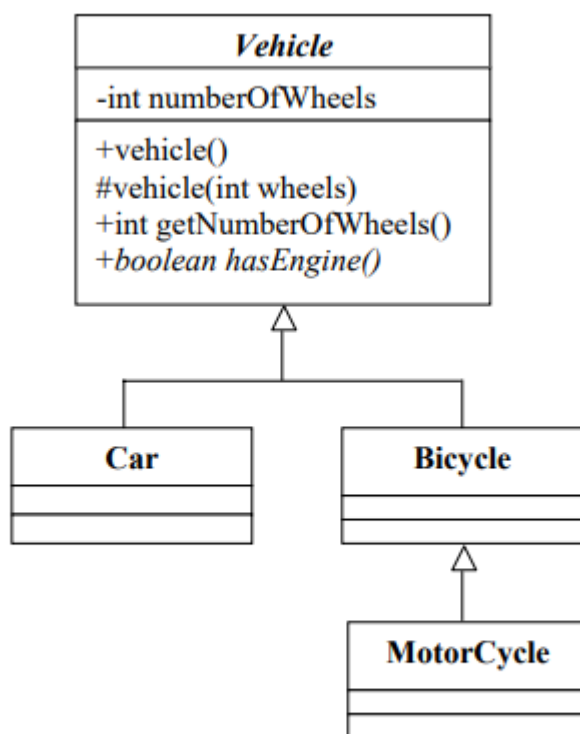 Vehicle
-int numberOfWheels
+vehicle()
#vehicle(int wheels)
+int getNumberOfWheels()
+boolean hasEngine()
Car
Bicycle
MotorCycle